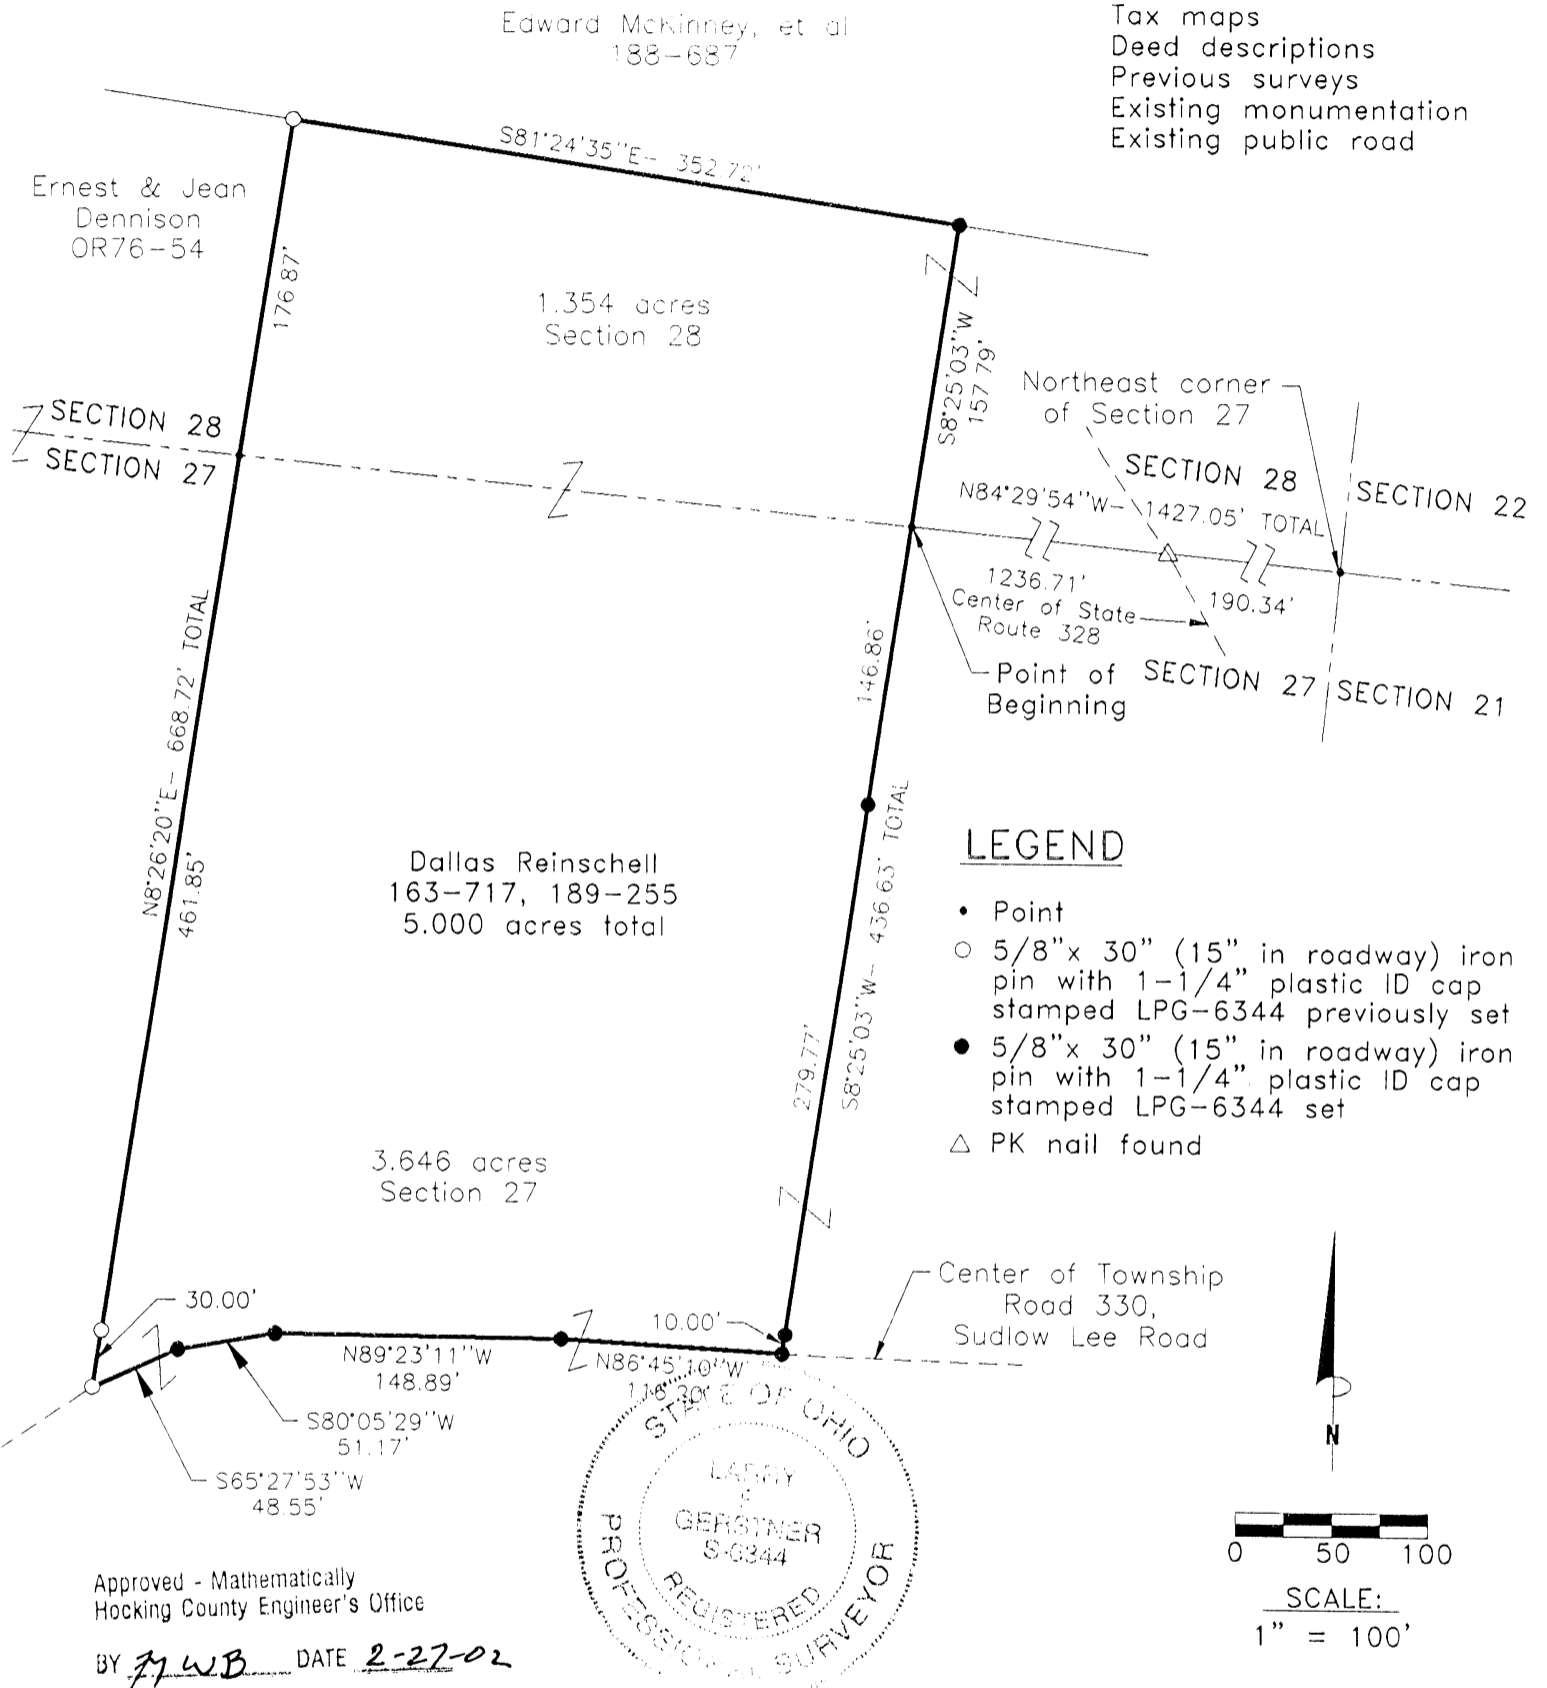 Edward McKinney, et al
188-687
Tax maps
Deed descriptions
Previous surveys
Existing monumentation
Existing public road
S81°24'35"E- 352.72'
Ernest & Jean
Dennison
OR76-54
176.87'
1.354 acres
Section 28
S8°25'03"W
157.79'
Northeast corner
of Section 27
SECTION 28
SECTION 27
SECTION 28
SECTION 22
N84°29'54"W- 1427.05' TOTAL
1236.71'
190.34'
Center of State
Route 328
Point of
Beginning
SECTION 27
SECTION 21
146.86'
N8°26'20"E- 668.72' TOTAL
461.85'
Dallas Reinschell
163-717, 189-255
5.000 acres total
S8°25'03"W- 436.63' TOTAL
279.77'
LEGEND
• Point
○ 5/8"x 30" (15" in roadway) iron
pin with 1-1/4" plastic ID cap
stamped LPG-6344 previously set
● 5/8"x 30" (15" in roadway) iron
pin with 1-1/4" plastic ID cap
stamped LPG-6344 set
△ PK nail found
3.646 acres
Section 27
Center of Township
Road 330,
Sudlow Lee Road
30.00'
10.00'
N89°23'11"W
148.89'
N86°45'10"W
116.30'
S80°05'29"W
51.17'
S65°27'53"W
48.55'
STATE OF OHIO
LARRY
GERSTNER
S-6344
REGISTERED
PROFESSIONAL SURVEYOR
N
0 50 100
SCALE:
1" = 100'
Approved - Mathematically
Hocking County Engineer's Office
BY DATE 2-27-02